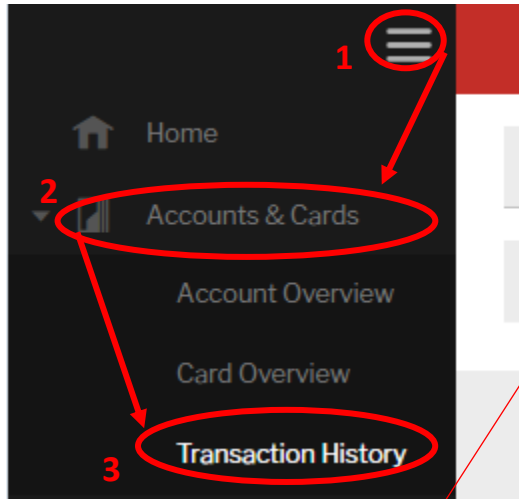 1
Home
2
Accounts & Cards
Account Overview
Card Overview
3 Transaction History